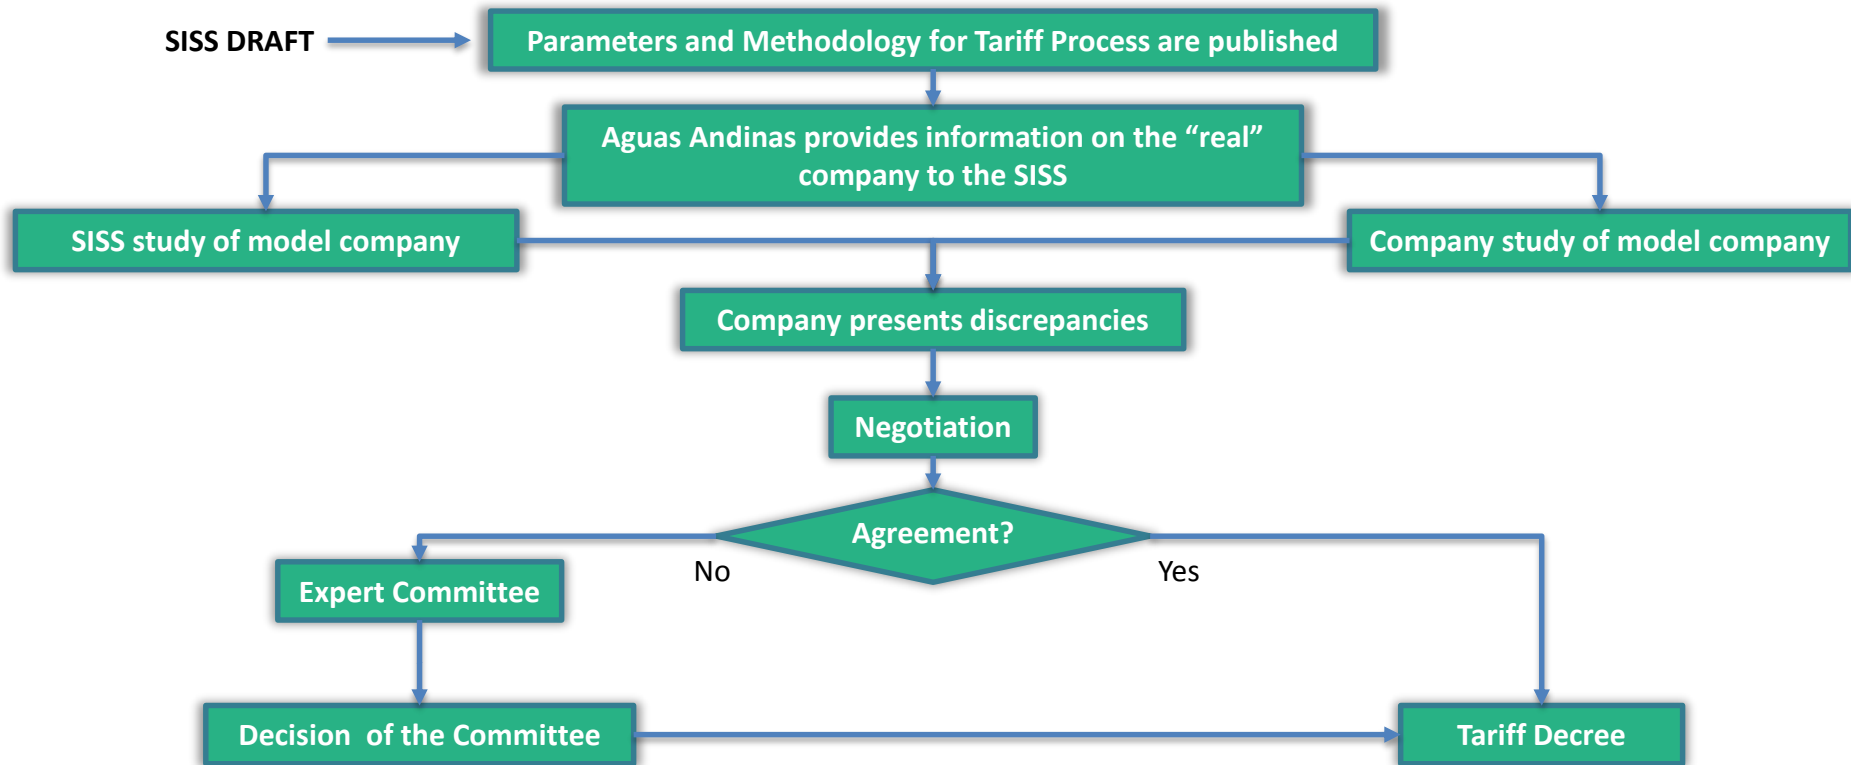 SISS DRAFT
Parameters and Methodology for Tariff Process are published
Aguas Andinas provides information on the “real”
company to the SISS
SISS study of model company
Company study of model company
Company presents discrepancies
Negotiation
Agreement?
No
Yes
Expert Committee
Decision  of the Committee
Tariff Decree